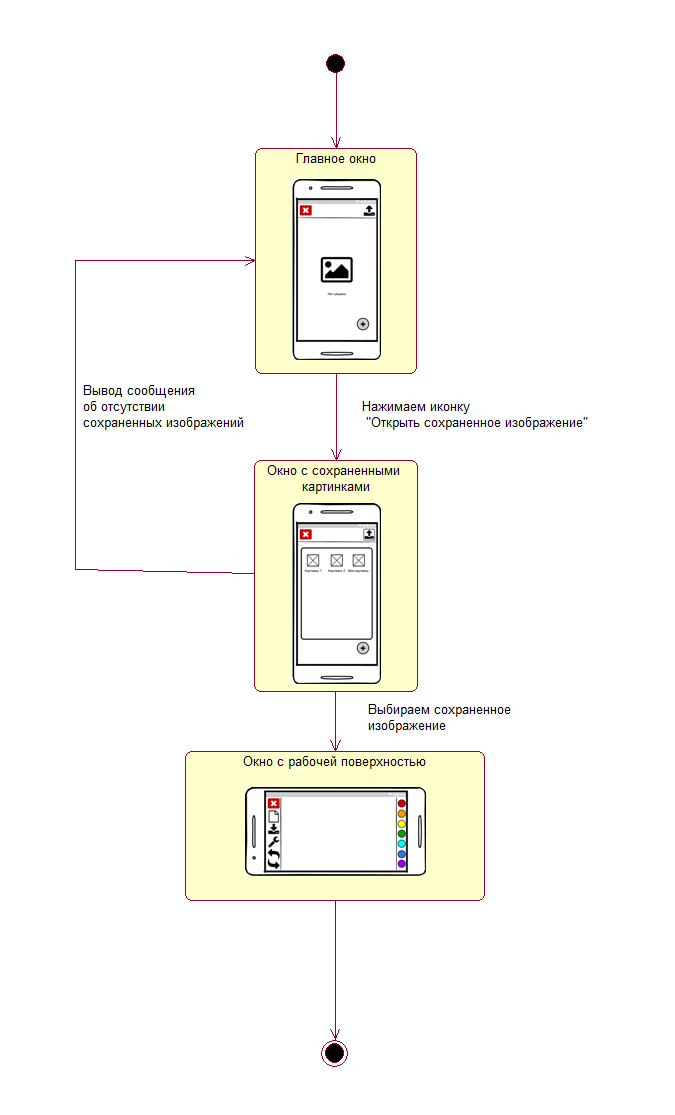 Главное окно
Нет рисунка
Вывод сообщения
об отсутствии
сохраненных изображений
Нажимаем иконку
"Открыть сохраненное изображение"
Окно с сохраненными
картинками
Картинка 1 Картинка 2 Моя картинка
Выбираем сохраненное
изображение
Окно с рабочей поверхностью